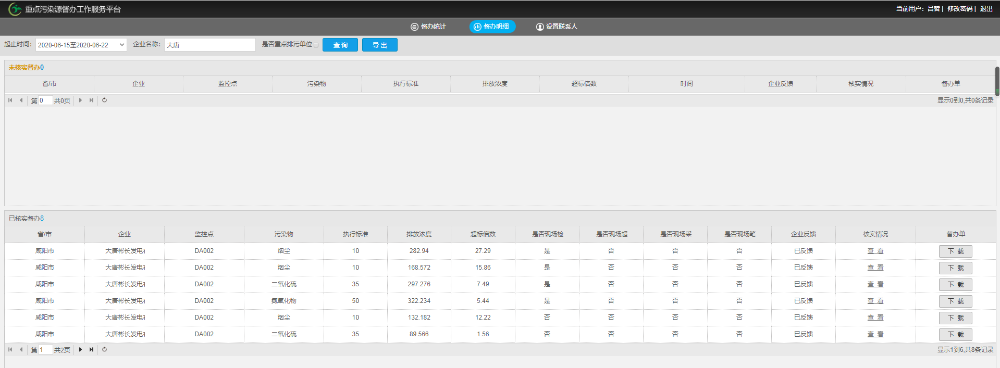 重点污染源督办工作服务平台
当前用户：吕哲 | 修改密码 | 退出
督办统计 督办明细 设置联系人
起止时间： 2020-06-15至2020-06-22 企业名称： 大唐 是否重点排污单位 查 询 导 出
未核实督办0
省/市 企业 监控点 污染物 执行标准 排放浓度 超标倍数 时间 企业反馈 核实情况 督办单
第 0 共0页 显示0到0,共0条记录
已核实督办8
省/市 企业 监控点 污染物 执行标准 排放浓度 超标倍数 是否现场检 是否现场超 是否现场采 是否现场笔 企业反馈 核实情况 督办单
咸阳市 大唐彬长发电 DA002 烟尘 10 282.94 27.29 是 否 否 否 已反馈 查 看 下 载
咸阳市 大唐彬长发电 DA002 烟尘 10 168.572 15.86 是 否 否 否 已反馈 查 看 下 载
咸阳市 大唐彬长发电 DA002 二氧化硫 35 297.276 7.49 是 否 否 否 已反馈 查 看 下 载
咸阳市 大唐彬长发电 DA002 氮氧化物 50 322.234 5.44 是 否 否 否 已反馈 查 看 下 载
咸阳市 大唐彬长发电 DA002 烟尘 10 132.182 12.22 否 否 否 否 已反馈 查 看 下 载
咸阳市 大唐彬长发电 DA002 二氧化硫 35 89.566 1.56 否 否 否 否 已反馈 查 看 下 载
第 1 共2页 显示1到6,共8条记录